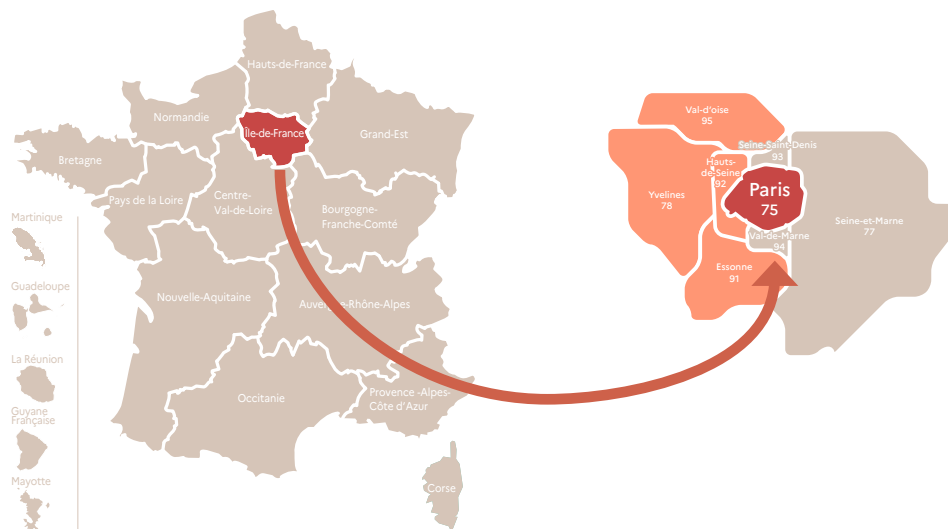 Hauts-de-France
Normandie
Île-de-France
Grand-Est
Bretagne
Pays de la Loire
Centre-
Val-de-Loire
Bourgogne-
Franche-Comté
Nouvelle-Aquitaine
Auvergne-Rhône-Alpes
Occitanie
Provence -Alpes-
Côte d'Azur
Corse
Martinique
Guadeloupe
La Réunion
Guyane
Française
Mayotte
Val-d'oise
95
Seine-Saint-Denis
93
Hauts-
de-Seine
92
Paris
75
Yvelines
78
Seine-et-Marne
77
Val-de-Marne
94
Essonne
91